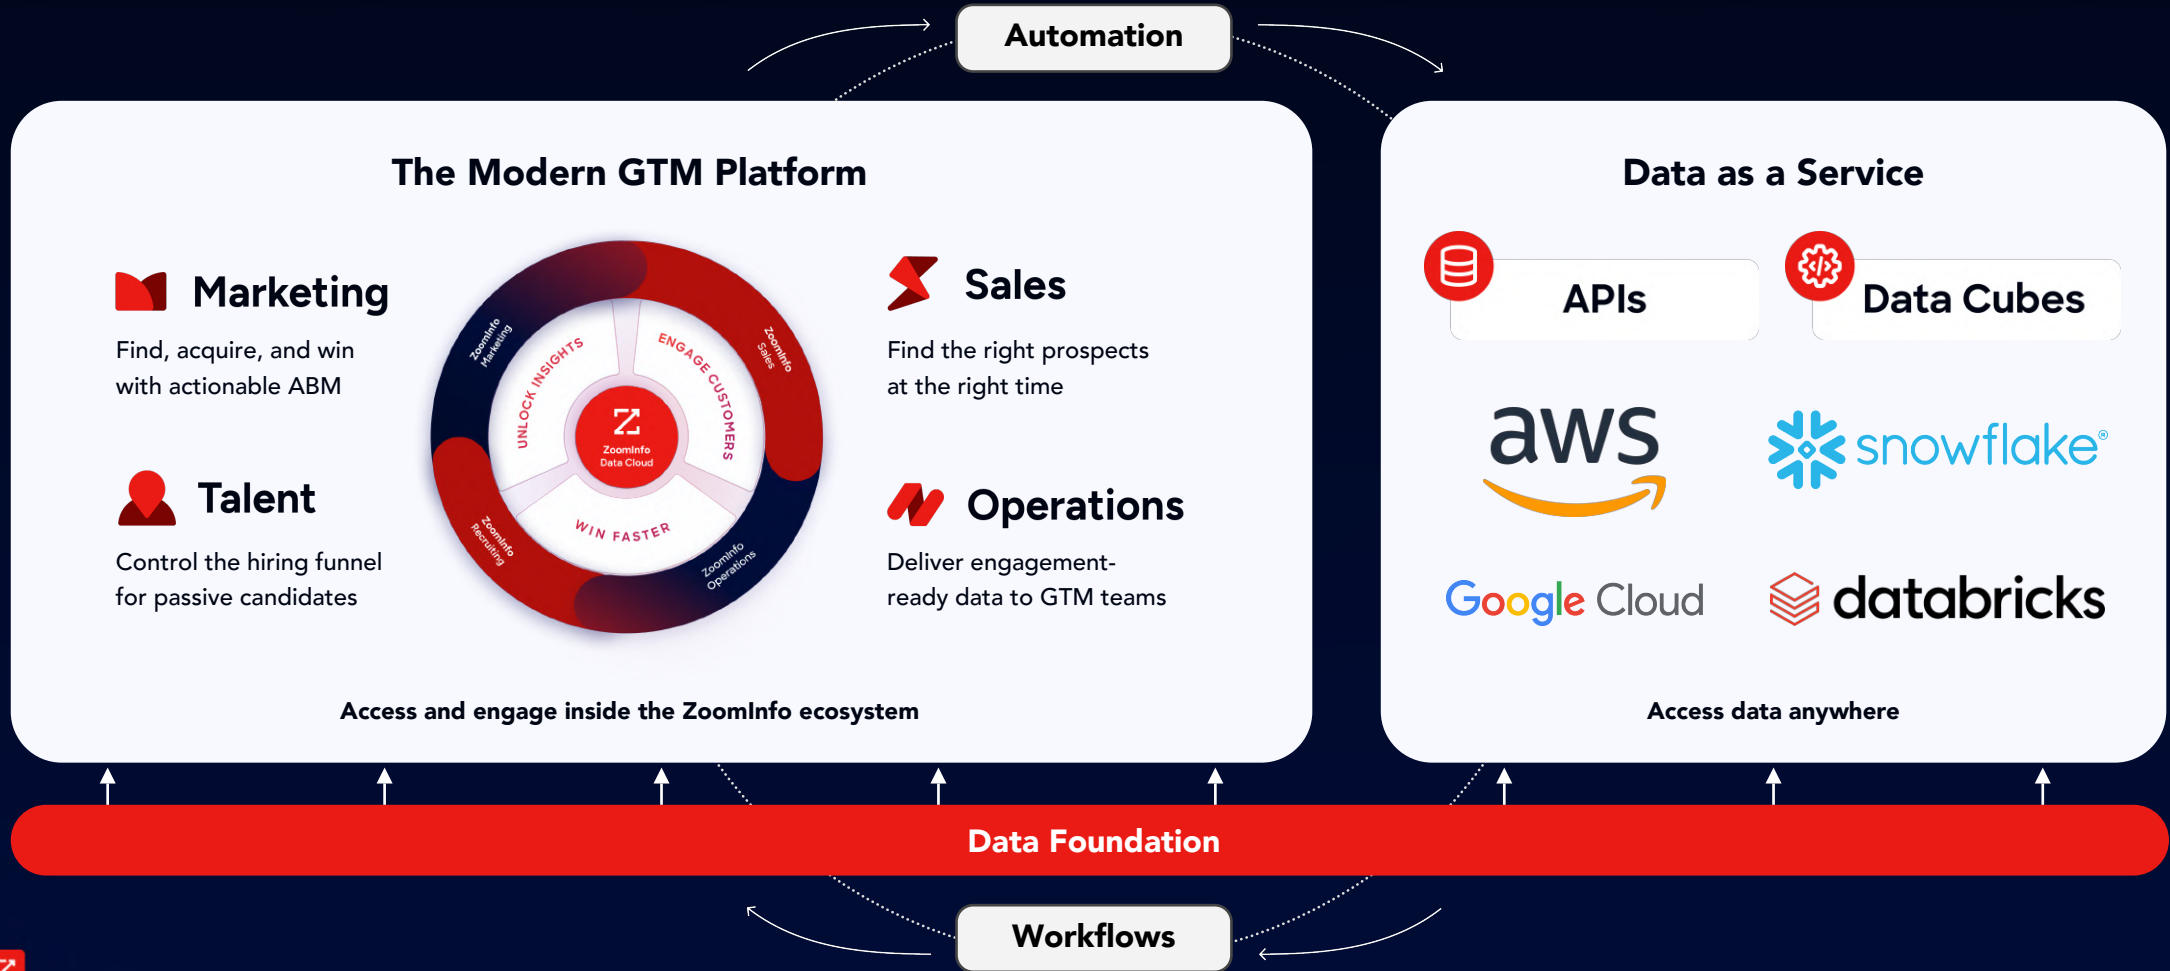 Automation
The Modern GTM Platform
Marketing
Find, acquire, and win
with actionable ABM
Talent
Control the hiring funnel
for passive candidates
ZoomInfo
Marketing
ZoomInfo
Sales
ZoomInfo
Recruiting
ZoomInfo
Operations
UNLOCK INSIGHTS
ENGAGE CUSTOMERS
WIN FASTER
ZoomInfo
Data Cloud
Sales
Find the right prospects
at the right time
Operations
Deliver engagement-
ready data to GTM teams
Access and engage inside the ZoomInfo ecosystem
Data as a Service
APIs
Data Cubes
aws
snowflake®
Google Cloud
databricks
Access data anywhere
Data Foundation
Workflows